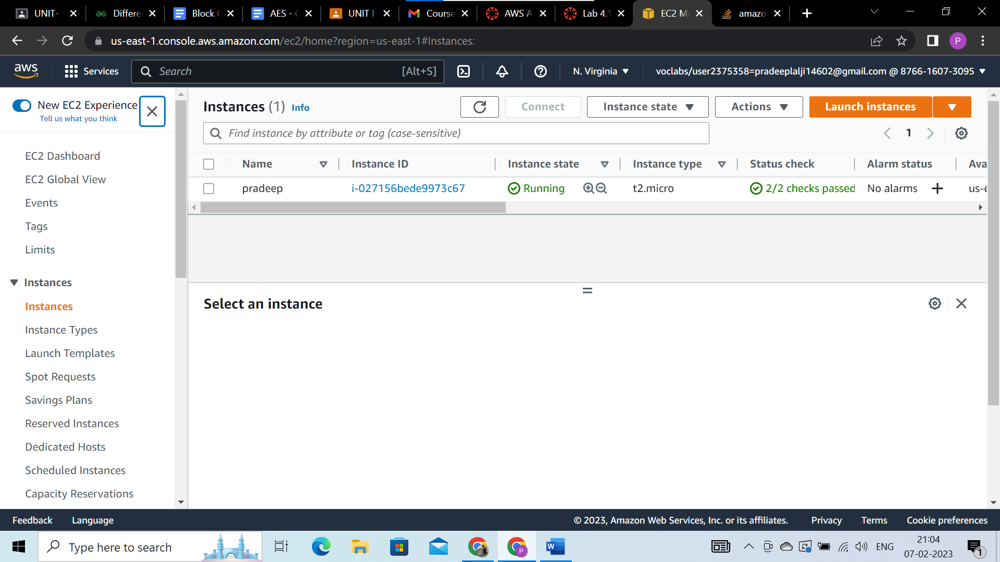 UNIT-
Differe
Block
AES -
UNIT I
Course
AWS A
Lab 4.1
EC2 M
amazo
us-east-1.console.aws.amazon.com/ec2/home?region=us-east-1#Instances:
P
aws
Services
Search
[Alt+S]
N. Virginia
voclabs/user2375358=pradeeplalji14602@gmail.com @ 8766-1607-3095
New EC2 Experience
Tell us what you think
EC2 Dashboard
EC2 Global View
Events
Tags
Limits
Instances
Instances
Instance Types
Launch Templates
Spot Requests
Savings Plans
Reserved Instances
Dedicated Hosts
Scheduled Instances
Capacity Reservations
Instances (1) Info
Connect
Instance state
Actions
Launch instances
Find instance by attribute or tag (case-sensitive)
1
Name
Instance ID
Instance state
Instance type
Status check
Alarm status
Ava
pradeep
i-027156bede9973c67
Running
t2.micro
2/2 checks passed
No alarms
us-e
Select an instance
Feedback
Language
© 2023, Amazon Web Services, Inc. or its affiliates.
Privacy
Terms
Cookie preferences
Type here to search
P
W
ENG
21:04
07-02-2023
1